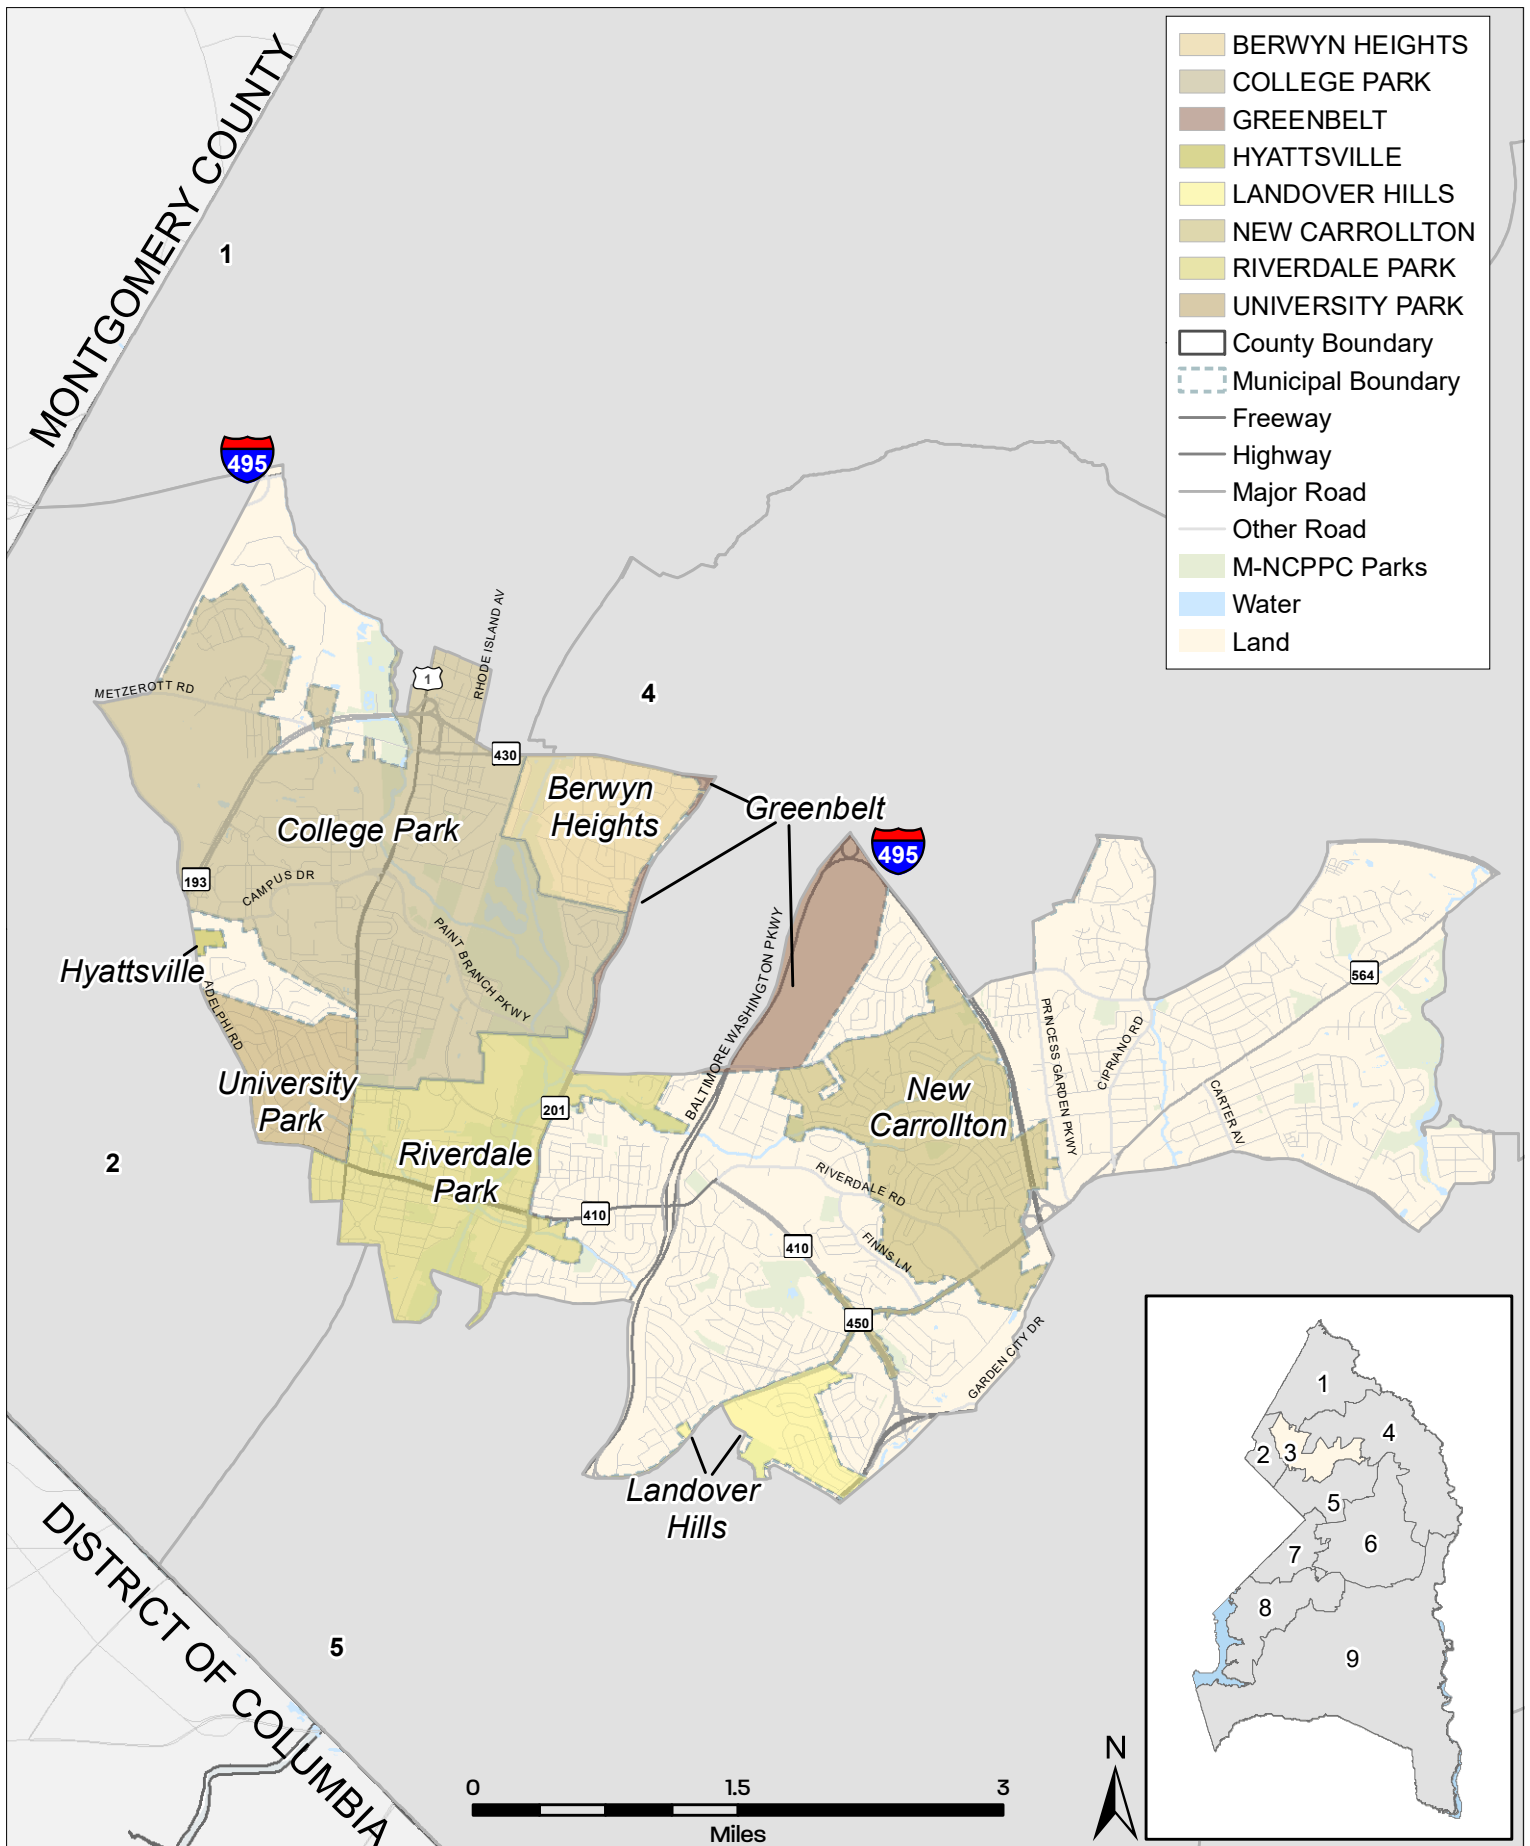 MONTGOMERY COUNTY
BERWYN HEIGHTS
COLLEGE PARK
GREENBELT
HYATTSVILLE
LANDOVER HILLS
NEW CARROLLTON
RIVERDALE PARK
UNIVERSITY PARK
County Boundary
Municipal Boundary
Freeway
Highway
Major Road
Other Road
M-NCPPC Parks
Water
Land
1
495
RHODE ISLAND AV
METZEROTT RD
1
4
430
Berwyn
Heights
Greenbelt
College Park
495
193
CAMPUS DR
PAINT BRANCH PKWY
BALTIMORE WASHINGTON PKWY
Hyattsville
ADELPHI RD
564
PRINCESS GARDEN PKWY
CIPRIANO RD
CARTER AV
University
Park
New
Carrollton
201
Riverdale
Park
2
RIVERDALE RD
410
410
FINNS LN
450
GARDEN CITY DR
Landover
Hills
DISTRICT OF COLUMBIA
5
1
4
2
3
5
6
7
8
9
N
0
1.5
3
Miles